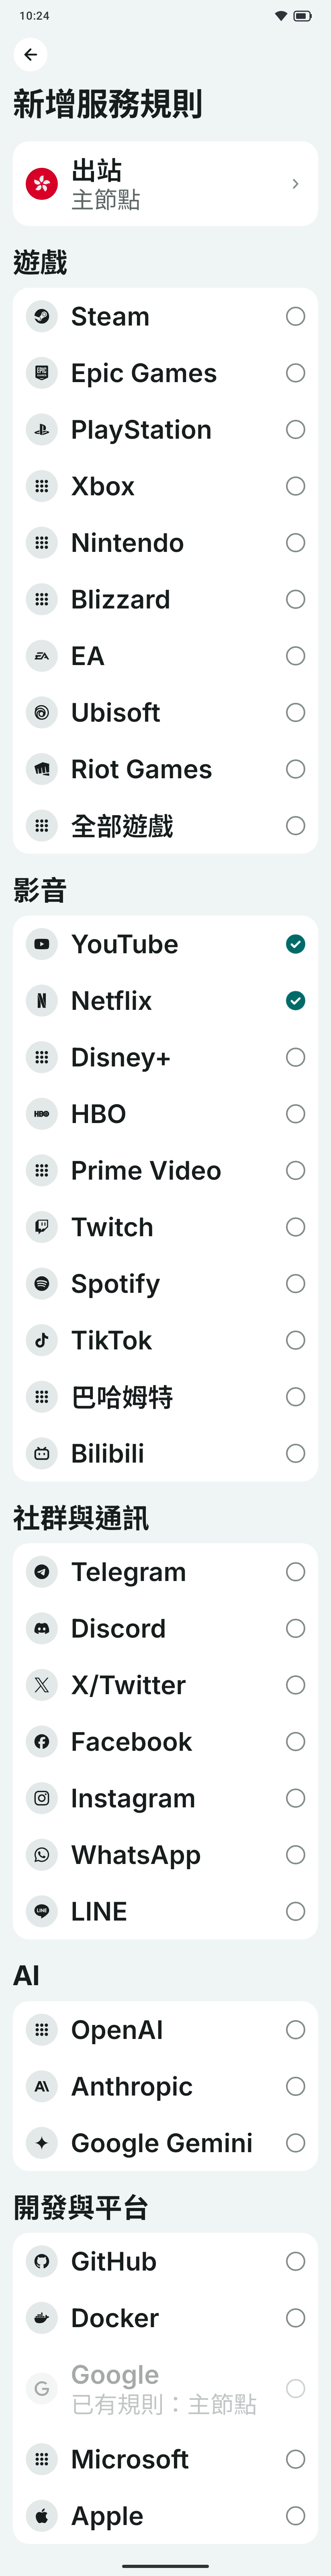 10:24
新增服務規則
出站
主節點
遊戲
Steam
Epic Games
PlayStation
Xbox
Nintendo
Blizzard
EA
Ubisoft
Riot Games
全部遊戲
影音
YouTube
Netflix
Disney+
HBO
Prime Video
Twitch
Spotify
TikTok
巴哈姆特
Bilibili
社群與通訊
Telegram
Discord
X/Twitter
Facebook
Instagram
WhatsApp
LINE
AI
OpenAI
Anthropic
Google Gemini
開發與平台
GitHub
Docker
Google
已有規則：主節點
Microsoft
Apple